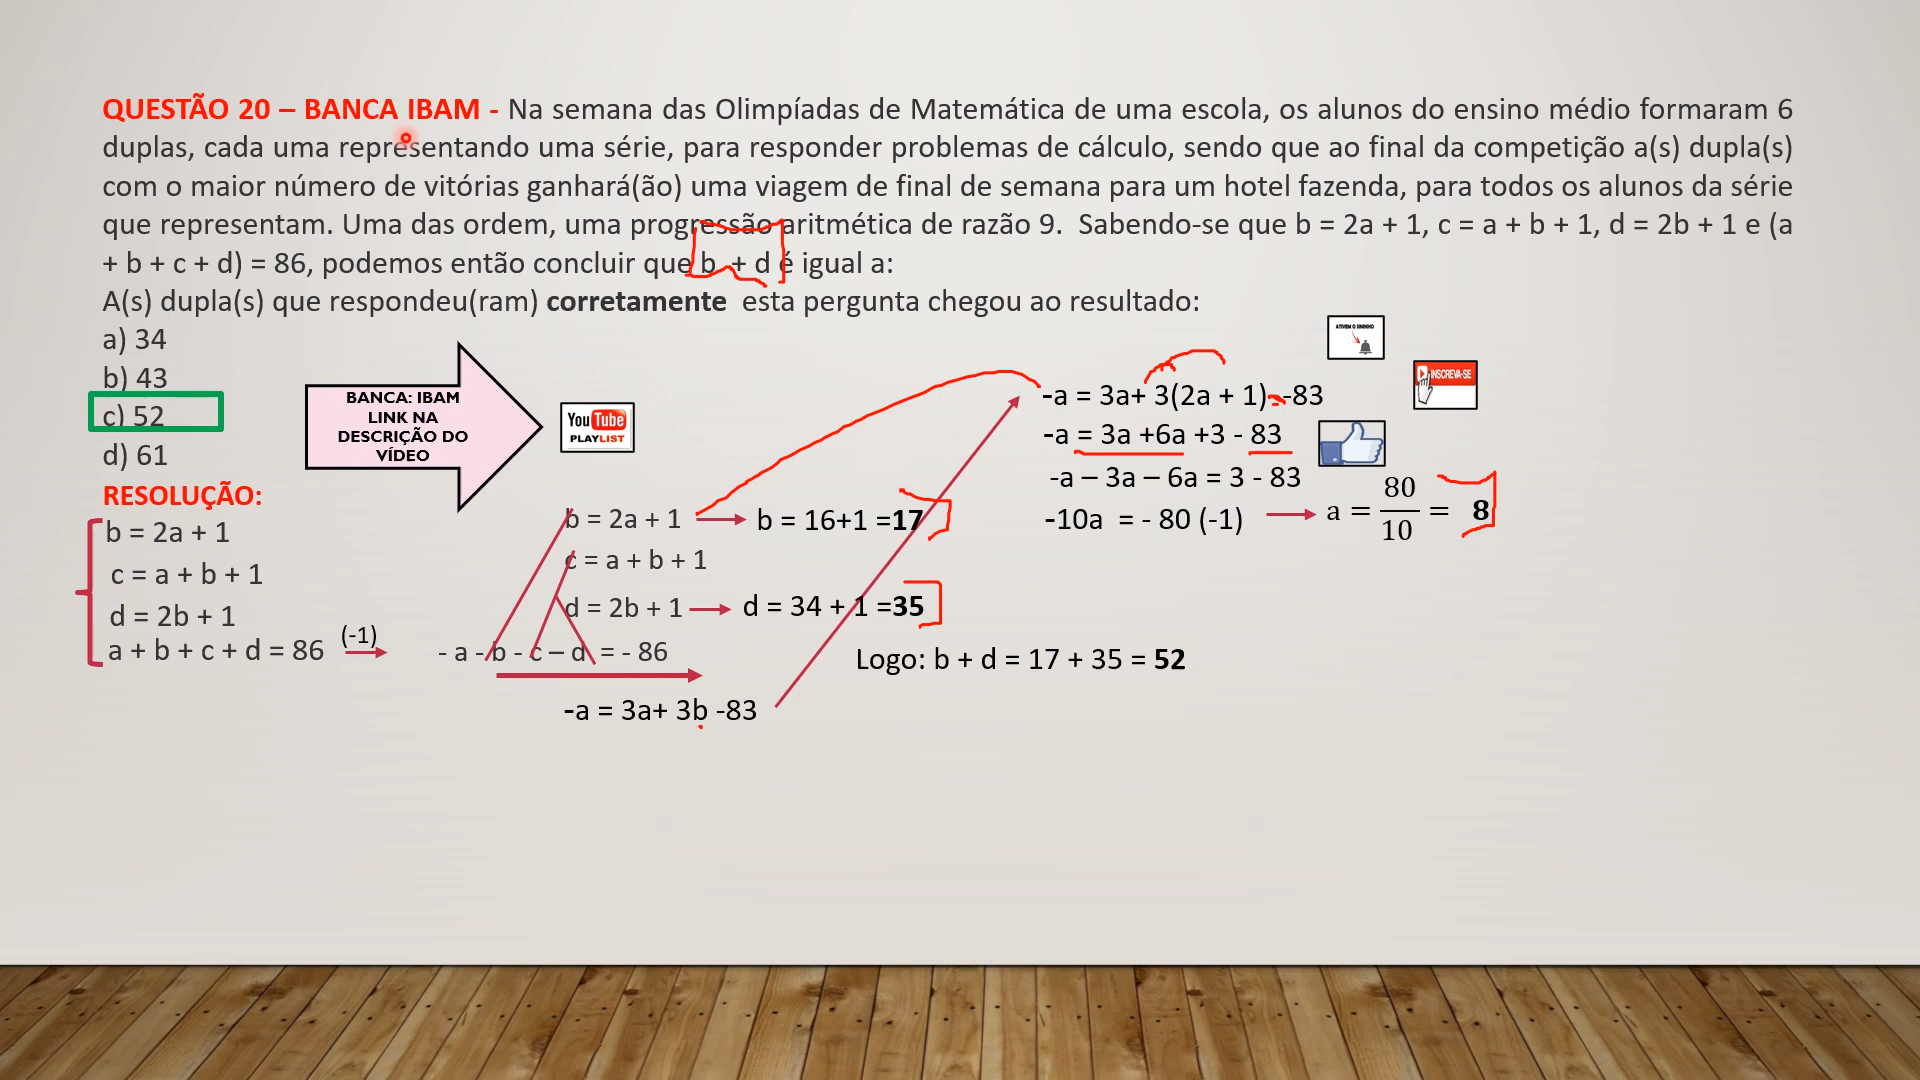 QUESTÃO 20 – BANCA IBAM - Na semana das Olimpíadas de Matemática de uma escola, os alunos do ensino médio formaram 6
duplas, cada uma representando uma série, para responder problemas de cálculo, sendo que ao final da competição a(s) dupla(s)
com o maior número de vitórias ganhará(ão) uma viagem de final de semana para um hotel fazenda, para todos os alunos da série
que representam. Uma das ordem, uma progressão aritmética de razão 9. Sabendo-se que b = 2a + 1, c = a + b + 1, d = 2b + 1 e (a
+ b + c + d) = 86, podemos então concluir que b + d é igual a:
A(s) dupla(s) que respondeu(ram) corretamente esta pergunta chegou ao resultado:
a) 34
b) 43
c) 52
d) 61
BANCA: IBAM
LINK NA
DESCRIÇÃO DO
VÍDEO
YouTube
PLAYLIST
ATIVEM O SININHO
INSCREVA-SE
RESOLUÇÃO:
b = 2a + 1
c = a + b + 1
d = 2b + 1
a + b + c + d = 86 (-1)
b = 2a + 1
c = a + b + 1
d = 2b + 1
- a - b - c – d = - 86
-a = 3a+ 3b -83
b = 16+1 =17
d = 34 + 1 =35
Logo: b + d = 17 + 35 = 52
-a = 3a+ 3(2a + 1) -83
-a = 3a +6a +3 - 83
-a – 3a – 6a = 3 - 83
-10a = - 80 (-1)
a = 80/10 = 8